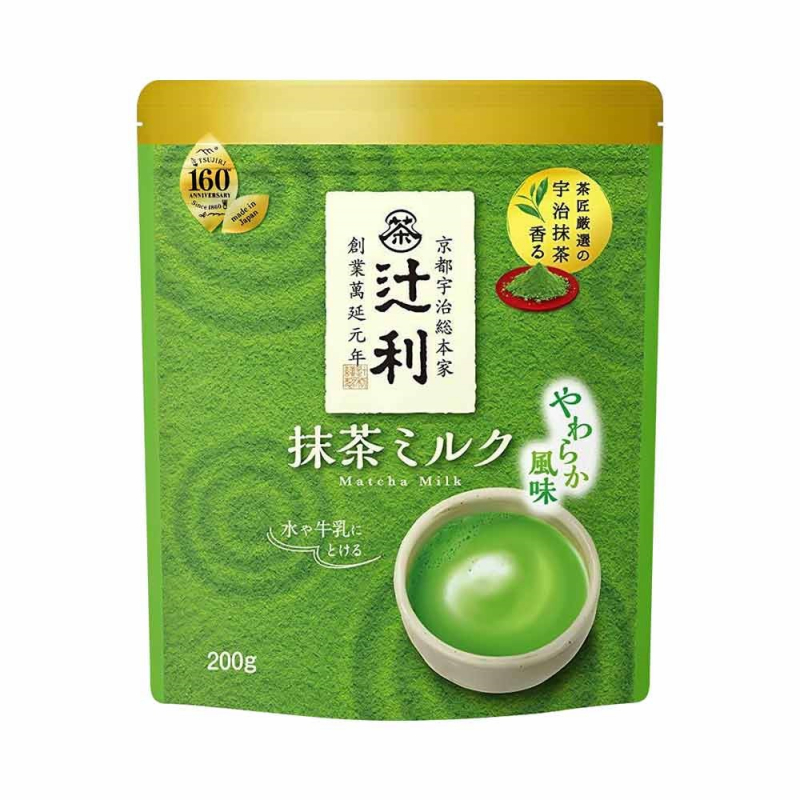 TSUJIRI
160
ANNIVERSARY
Since 1860
made in
Japan
茶
辻利
京都宇治総本家
創業萬延元年
茶匠厳選の
宇治抹茶
香る
抹茶ミルク
Matcha Milk
やわらか
風味
水や牛乳に
とける
200g